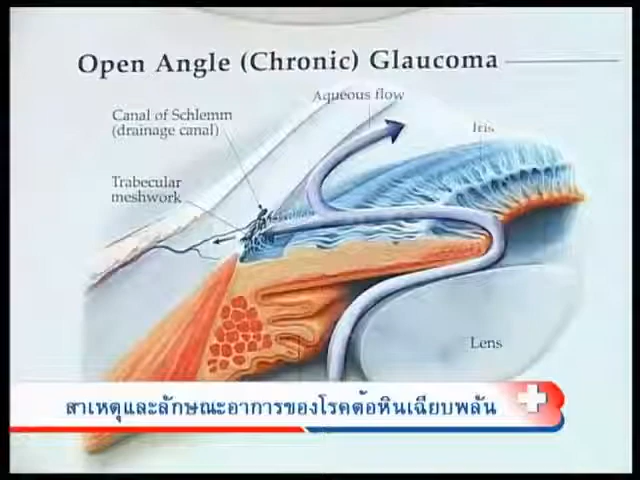 Open Angle (Chronic) Glaucoma
Aqueous flow
Canal of Schlemm
(drainage canal)
Iris
Trabecular
meshwork
Lens
สาเหตุและลักษณะอาการของโรคต้อหินเฉียบพลัน